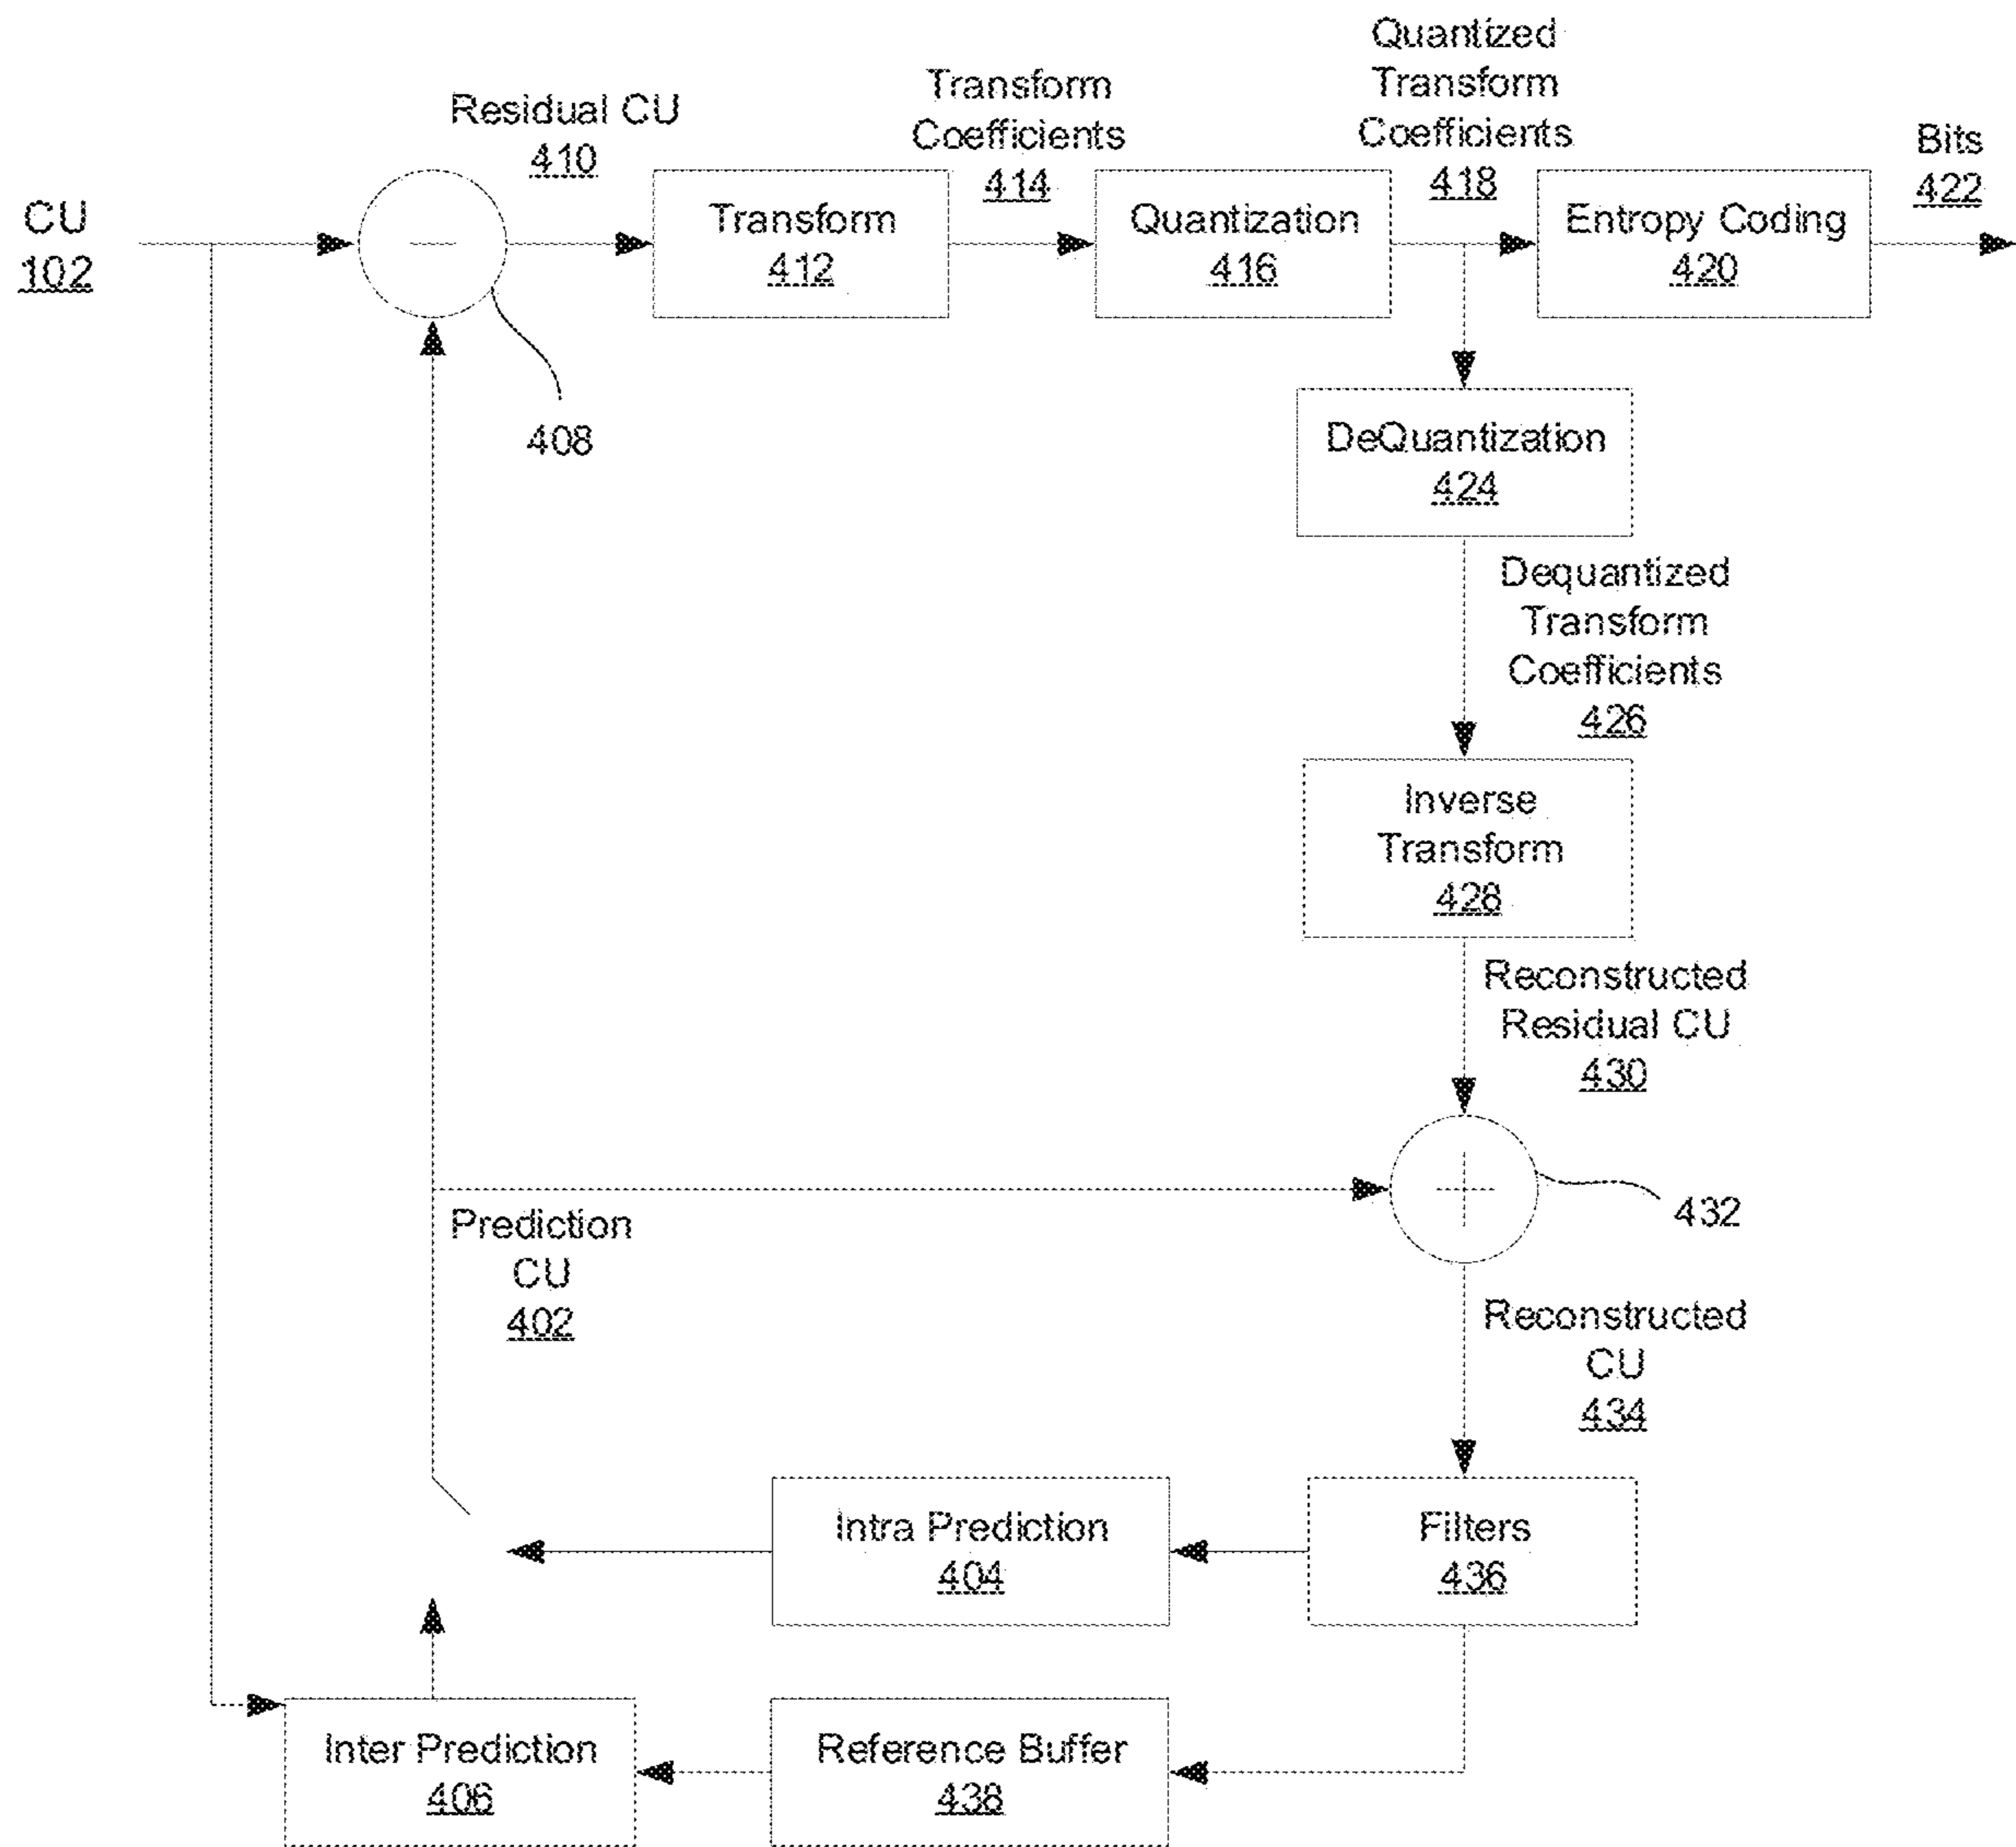 CU
102
Residual CU
410
408
Transform
412
Transform
Coefficients
414
Quantization
416
Quantized
Transform
Coefficients
418
Entropy Coding
420
Bits
422
DeQuantization
424
Dequantized
Transform
Coefficients
426
Inverse
Transform
428
Reconstructed
Residual CU
430
432
Prediction
CU
402
Reconstructed
CU
434
Intra Prediction
404
Filters
436
Inter Prediction
406
Reference Buffer
438